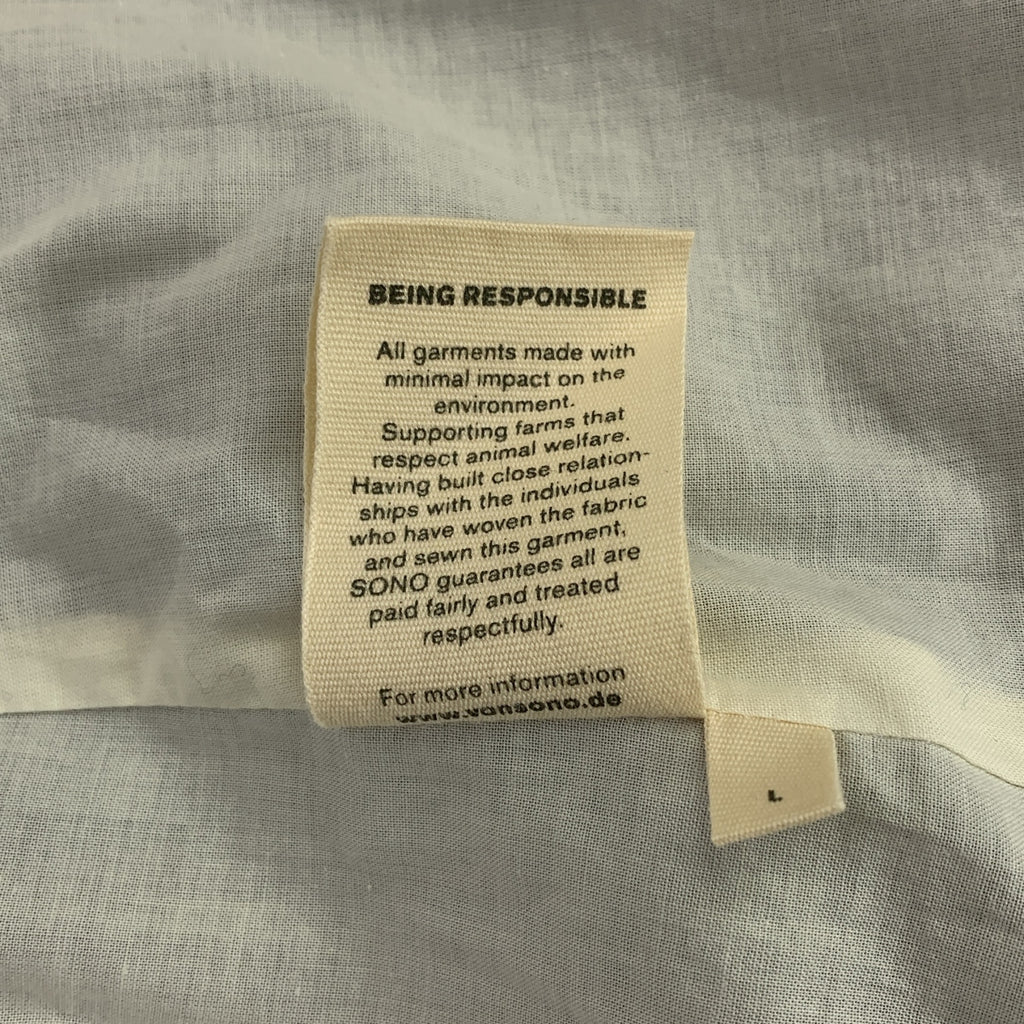 BEING RESPONSIBLE
All garments made with
minimal impact on the
environment.
Supporting farms that
respect animal welfare.
Having built close relation-
ships with the individuals
who have woven the fabric
and sewn this garment,
SONO guarantees all are
paid fairly and treated
respectfully.
For more information
www.vonsono.de
L